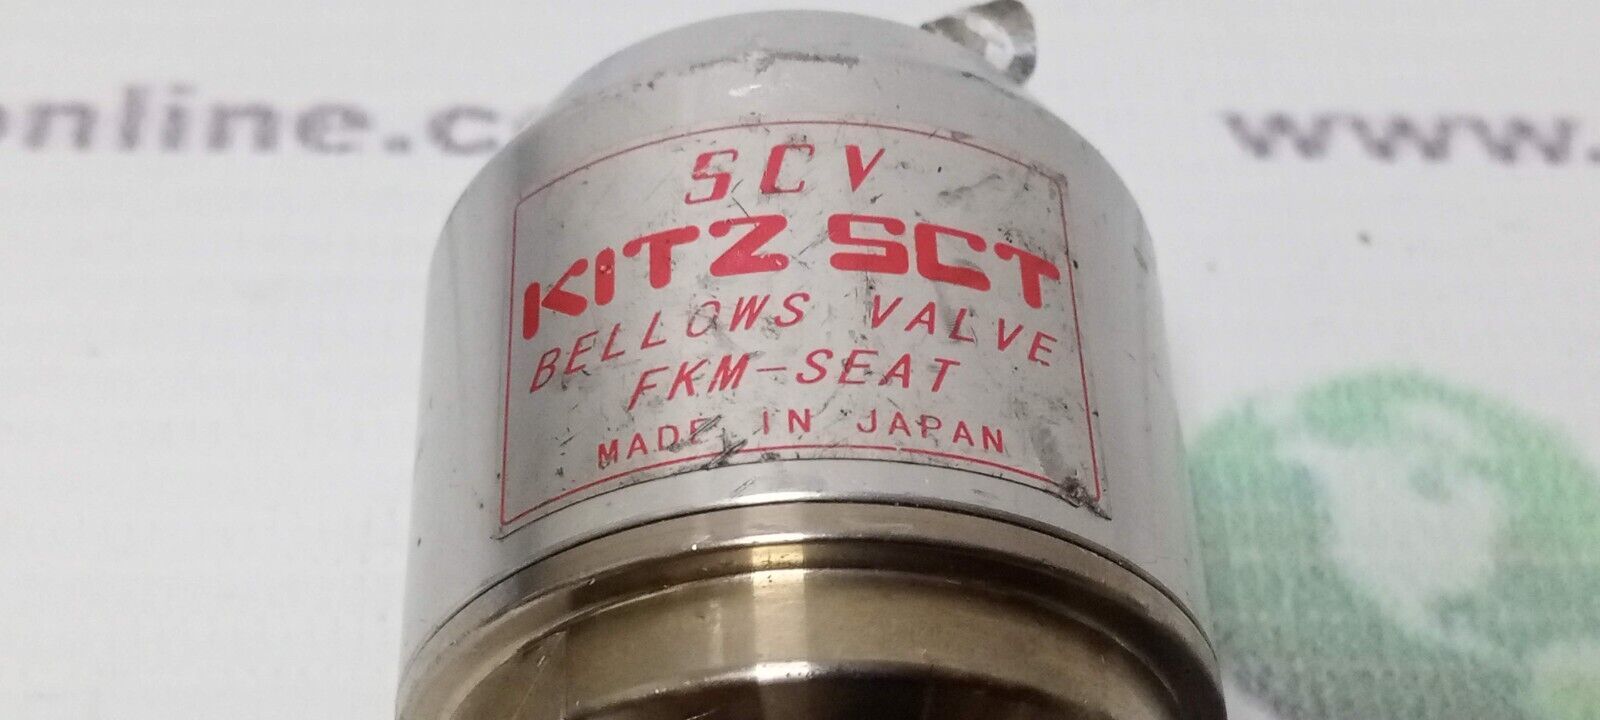 online.c
www.
SCV
KITZ SCT
BELLOWS VALVE
FKM-SEAT
MADE IN JAPAN